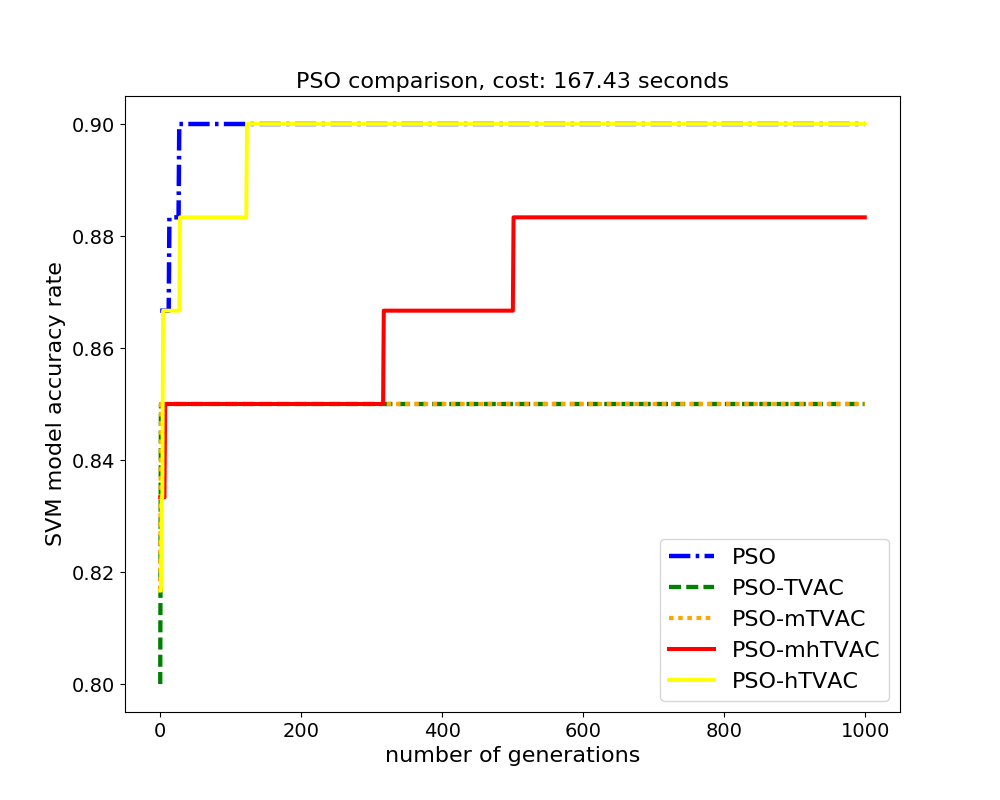 PSO comparison, cost: 167.43 seconds
0.90
0.88
0.86
0.84
0.82
0.80
SVM model accuracy rate
PSO
PSO-TVAC
PSO-mTVAC
PSO-mhTVAC
PSO-hTVAC
0 200 400 600 800 1000
number of generations